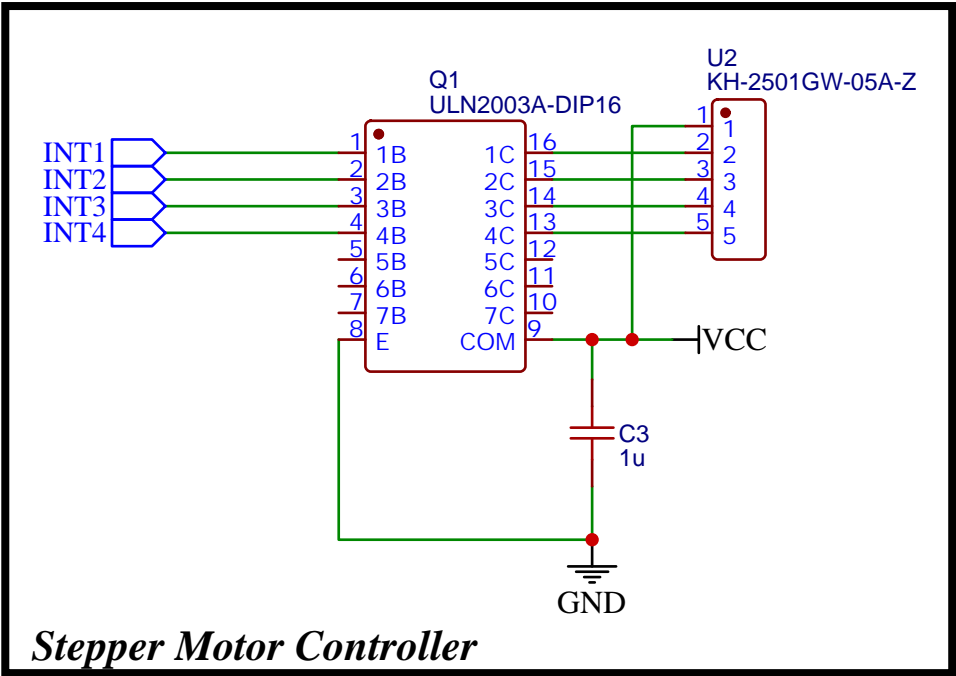 U2
KH-2501GW-05A-Z
Q1
ULN2003A-DIP16
INT1
INT2
INT3
INT4
1 1B 1C 16
2 2B 2C 15
3 3B 3C 14
4 4B 4C 13
5 5B 5C 12
6 6B 6C 11
7 7B 7C 10
8 E COM 9
1 1
2 2
3 3
4 4
5 5
VCC
C3
1u
GND
Stepper Motor Controller